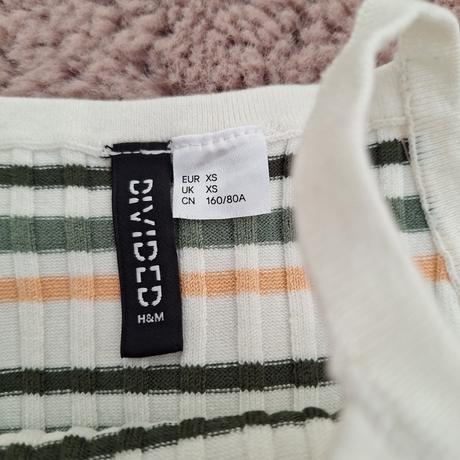 DIVIDED
H&M
EUR XS
UK XS
CN 160/80A